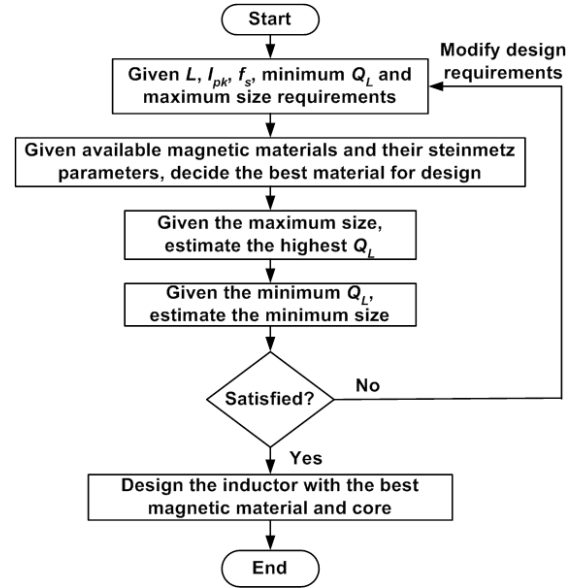 Start
Modify design
requirements
Given L, Ipk, fs, minimum QL and
maximum size requirements
Given available magnetic materials and their steinmetz
parameters, decide the best material for design
Given the maximum size,
estimate the highest QL
Given the minimum QL,
estimate the minimum size
Satisfied?
No
Yes
Design the inductor with the best
magnetic material and core
End